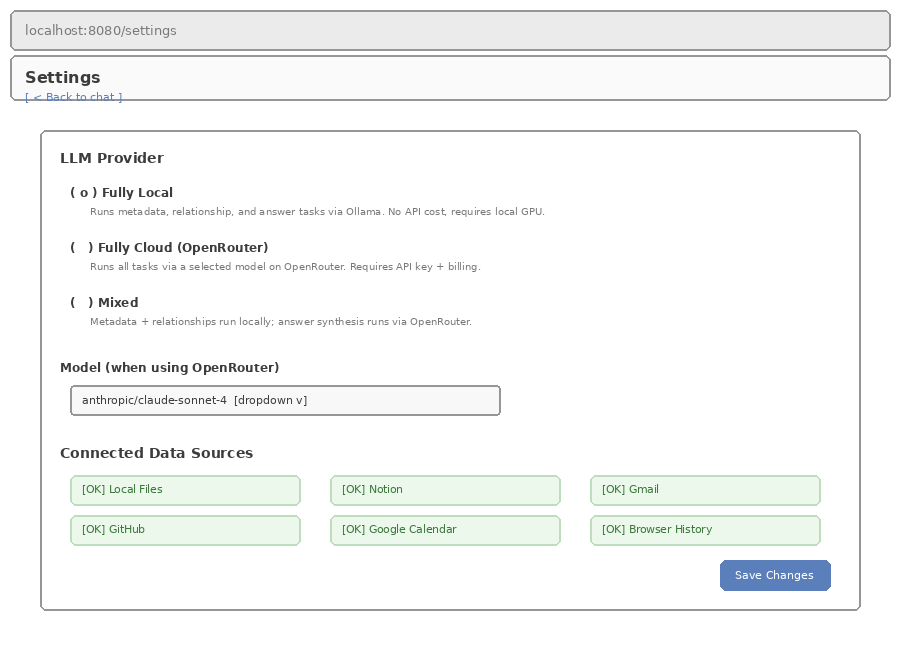 localhost:8080/settings
Settings
[ < Back to chat ]
LLM Provider
( o ) Fully Local
Runs metadata, relationship, and answer tasks via Ollama. No API cost, requires local GPU.
(   ) Fully Cloud (OpenRouter)
Runs all tasks via a selected model on OpenRouter. Requires API key + billing.
(   ) Mixed
Metadata + relationships run locally; answer synthesis runs via OpenRouter.
Model (when using OpenRouter)
anthropic/claude-sonnet-4  [dropdown v]
Connected Data Sources
[OK] Local Files
[OK] Notion
[OK] Gmail
[OK] GitHub
[OK] Google Calendar
[OK] Browser History
Save Changes